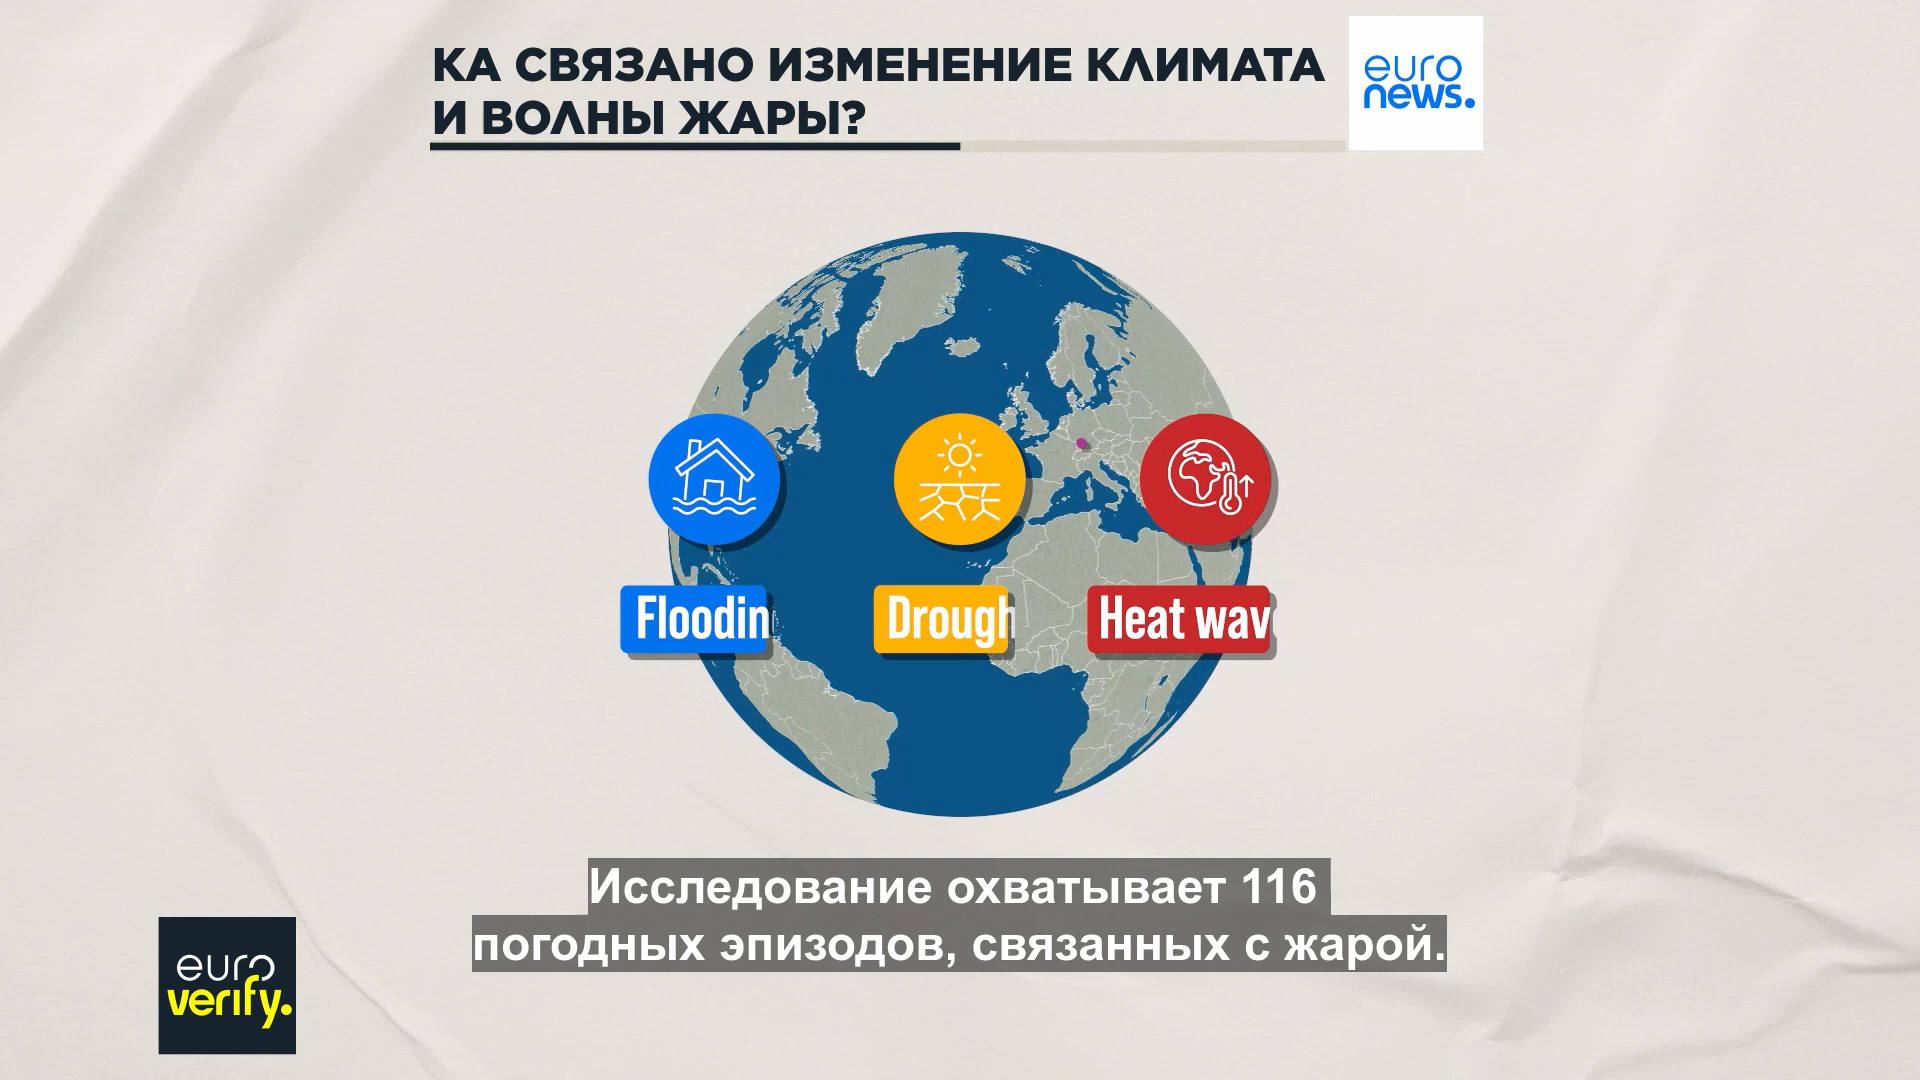 КА СВЯЗАНО ИЗМЕНЕНИЕ КЛИМАТА
И ВОЛНЫ ЖАРЫ?
euro
news.
Floodin
Drough
Heat wav
Исследование охватывает 116
погодных эпизодов, связанных с жарой.
euro
verify.